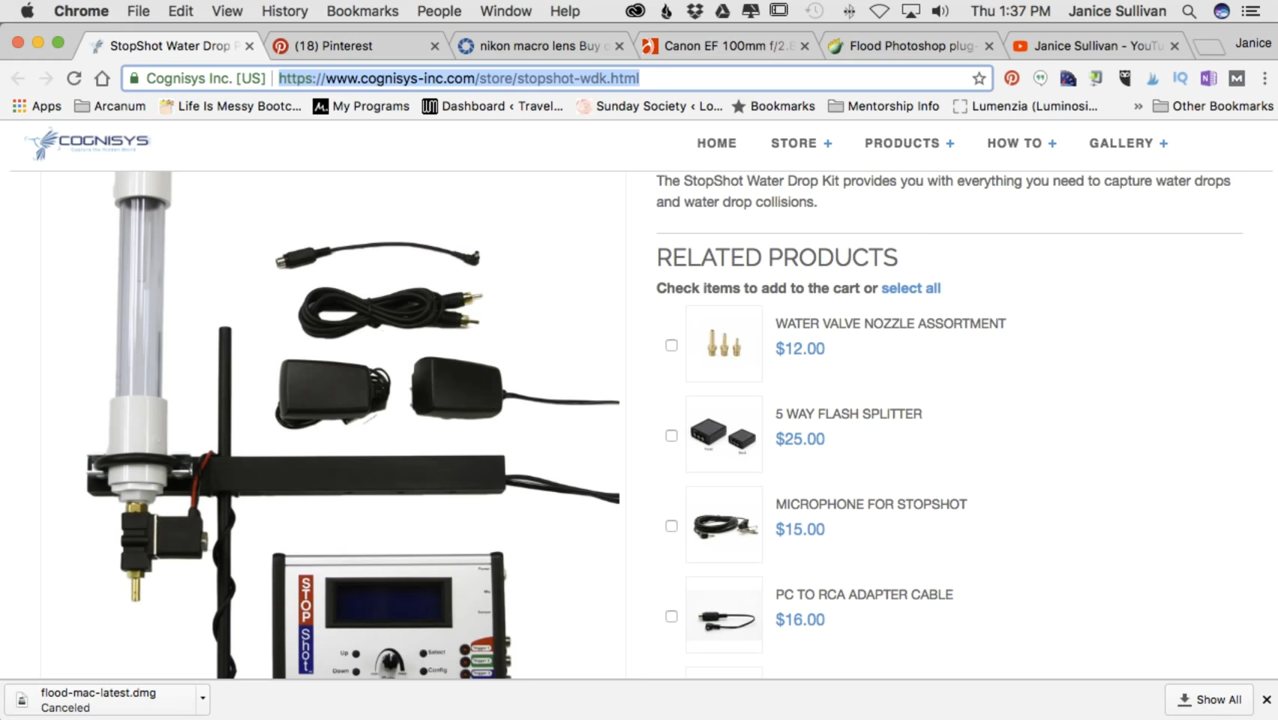 Chrome File Edit View History Bookmarks People Window Help Thu 1:37 PM Janice Sullivan
StopShot Water Drop P
(18) Pinterest
nikon macro lens Buy c
Canon EF 100mm f/2.8
Flood Photoshop plug-
Janice Sullivan - YouTu
Janice
Cognisys Inc. [US] https://www.cognisys-inc.com/store/stopshot-wdk.html
Apps Arcanum Life Is Messy Bootc... My Programs Dashboard ‹ Travel... Sunday Society ‹ Lo... Bookmarks Mentorship Info Lumenzia (Luminosi... » Other Bookmarks
COGNISYS
Capture the Hidden World
HOME STORE + PRODUCTS + HOW TO + GALLERY +
The StopShot Water Drop Kit provides you with everything you need to capture water drops
and water drop collisions.
RELATED PRODUCTS
Check items to add to the cart or select all
WATER VALVE NOZZLE ASSORTMENT
$12.00
5 WAY FLASH SPLITTER
$25.00
MICROPHONE FOR STOPSHOT
$15.00
PC TO RCA ADAPTER CABLE
$16.00
STOP Shot
Power
Up
Select
Down
Config
flood-mac-latest.dmg
Canceled
Show All